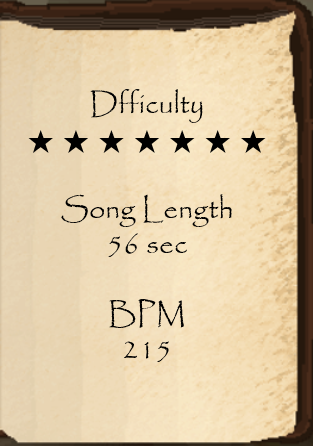 Dfficulty
★★★★★★★
Song Length
56 sec
BPM
215